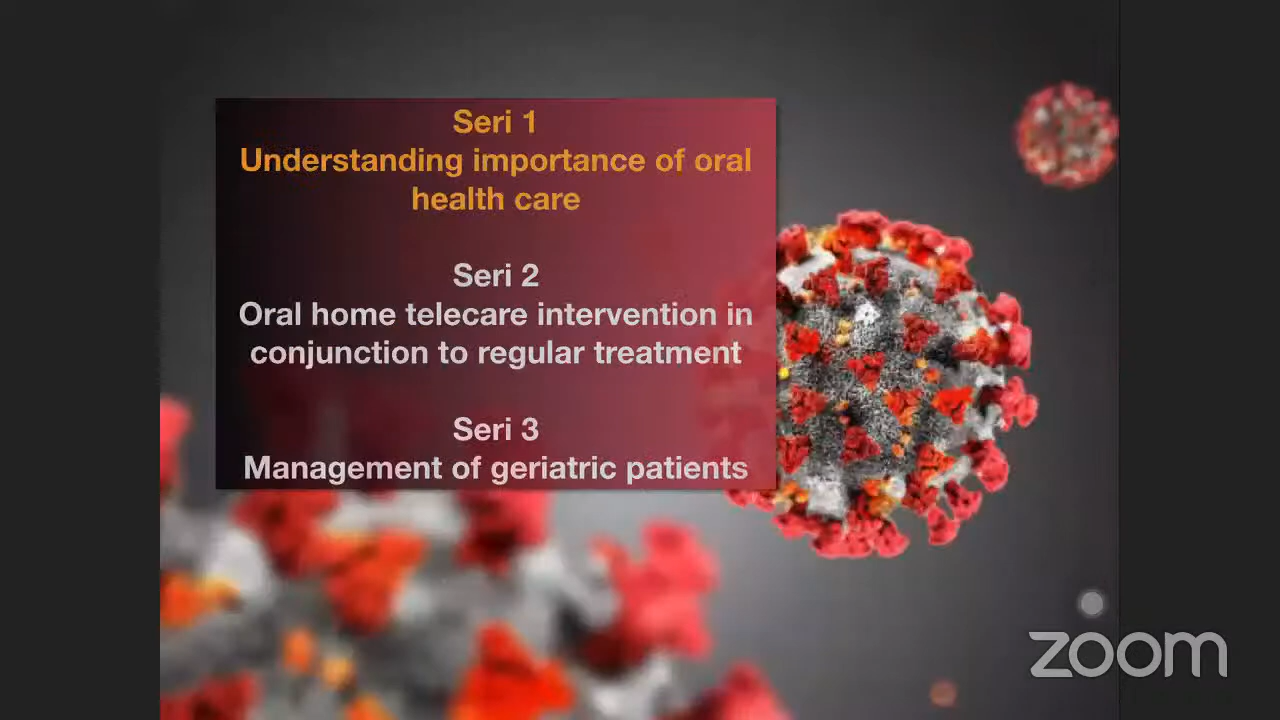 Seri 1
Understanding importance of oral
health care
Seri 2
Oral home telecare intervention in
conjunction to regular treatment
Seri 3
Management of geriatric patients
zoom